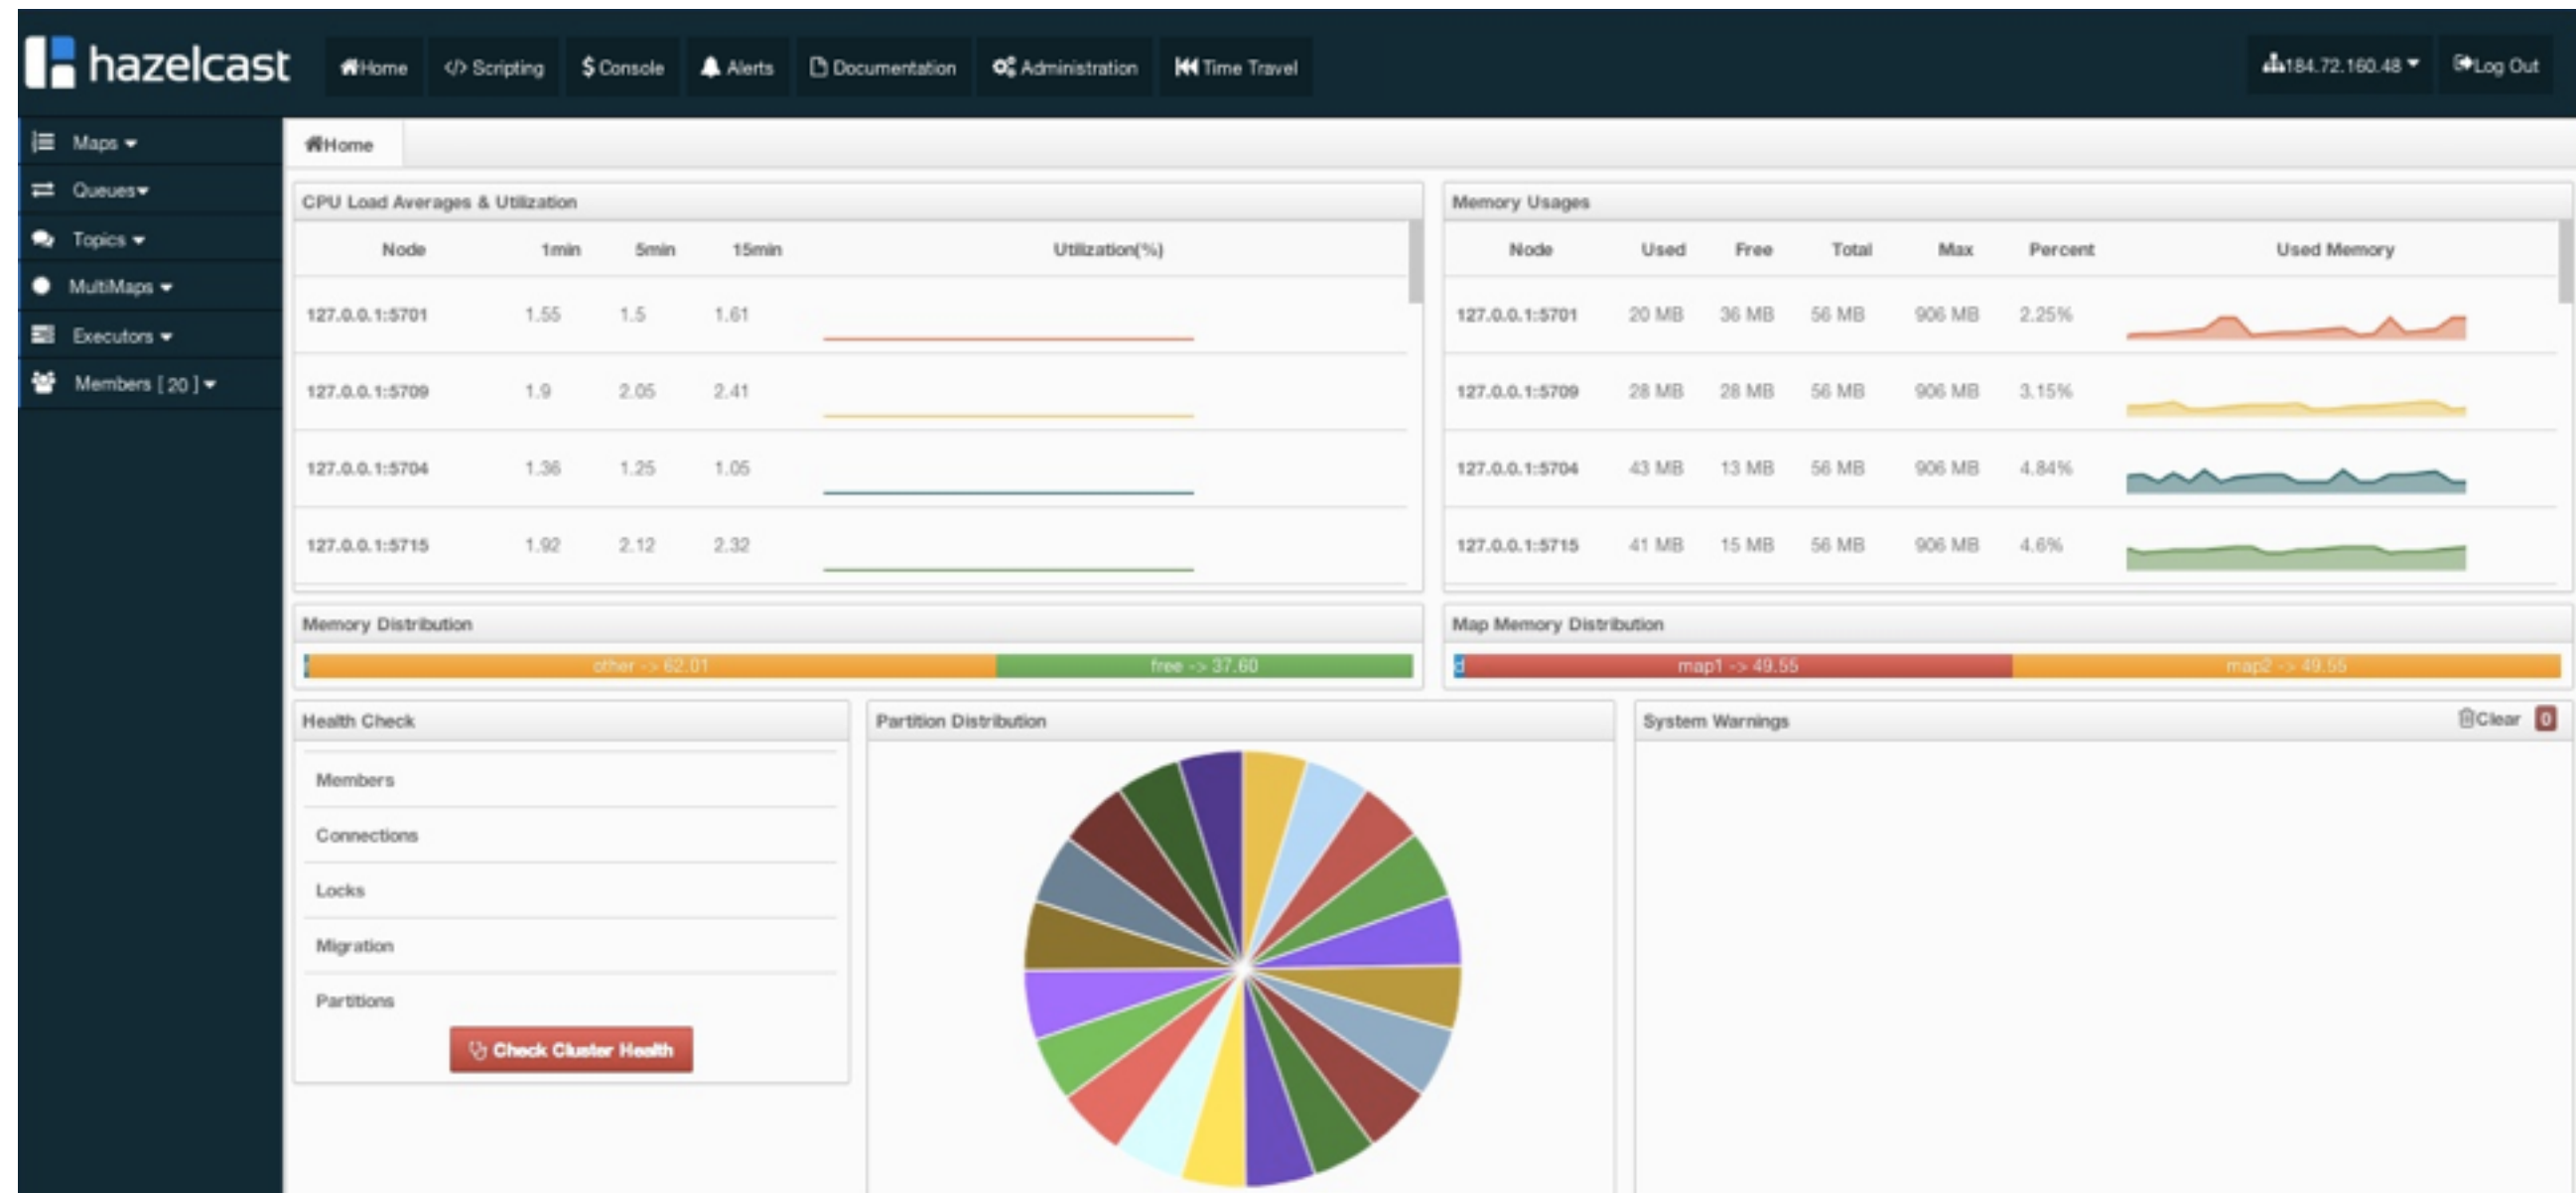 hazelcast Home </> Scripting $ Console Alerts Documentation Administration Time Travel 184.72.160.48 Log Out
Maps
Queues
Topics
MultiMaps
Executors
Members [ 20 ]
Home
CPU Load Averages & Utilization
Node 1min 5min 15min Utilization(%)
127.0.0.1:5701 1.55 1.5 1.61
127.0.0.1:5709 1.9 2.05 2.41
127.0.0.1:5704 1.36 1.25 1.05
127.0.0.1:5715 1.92 2.12 2.32
Memory Usages
Node Used Free Total Max Percent Used Memory
127.0.0.1:5701 20 MB 36 MB 56 MB 906 MB 2.25%
127.0.0.1:5709 28 MB 28 MB 56 MB 906 MB 3.15%
127.0.0.1:5704 43 MB 13 MB 56 MB 906 MB 4.84%
127.0.0.1:5715 41 MB 15 MB 56 MB 906 MB 4.6%
Memory Distribution
other -> 62.01 free -> 37.60
Map Memory Distribution
d map1 -> 49.55 map2 -> 49.55
Health Check
Members
Connections
Locks
Migration
Partitions
Check Cluster Health
Partition Distribution
System Warnings Clear 0